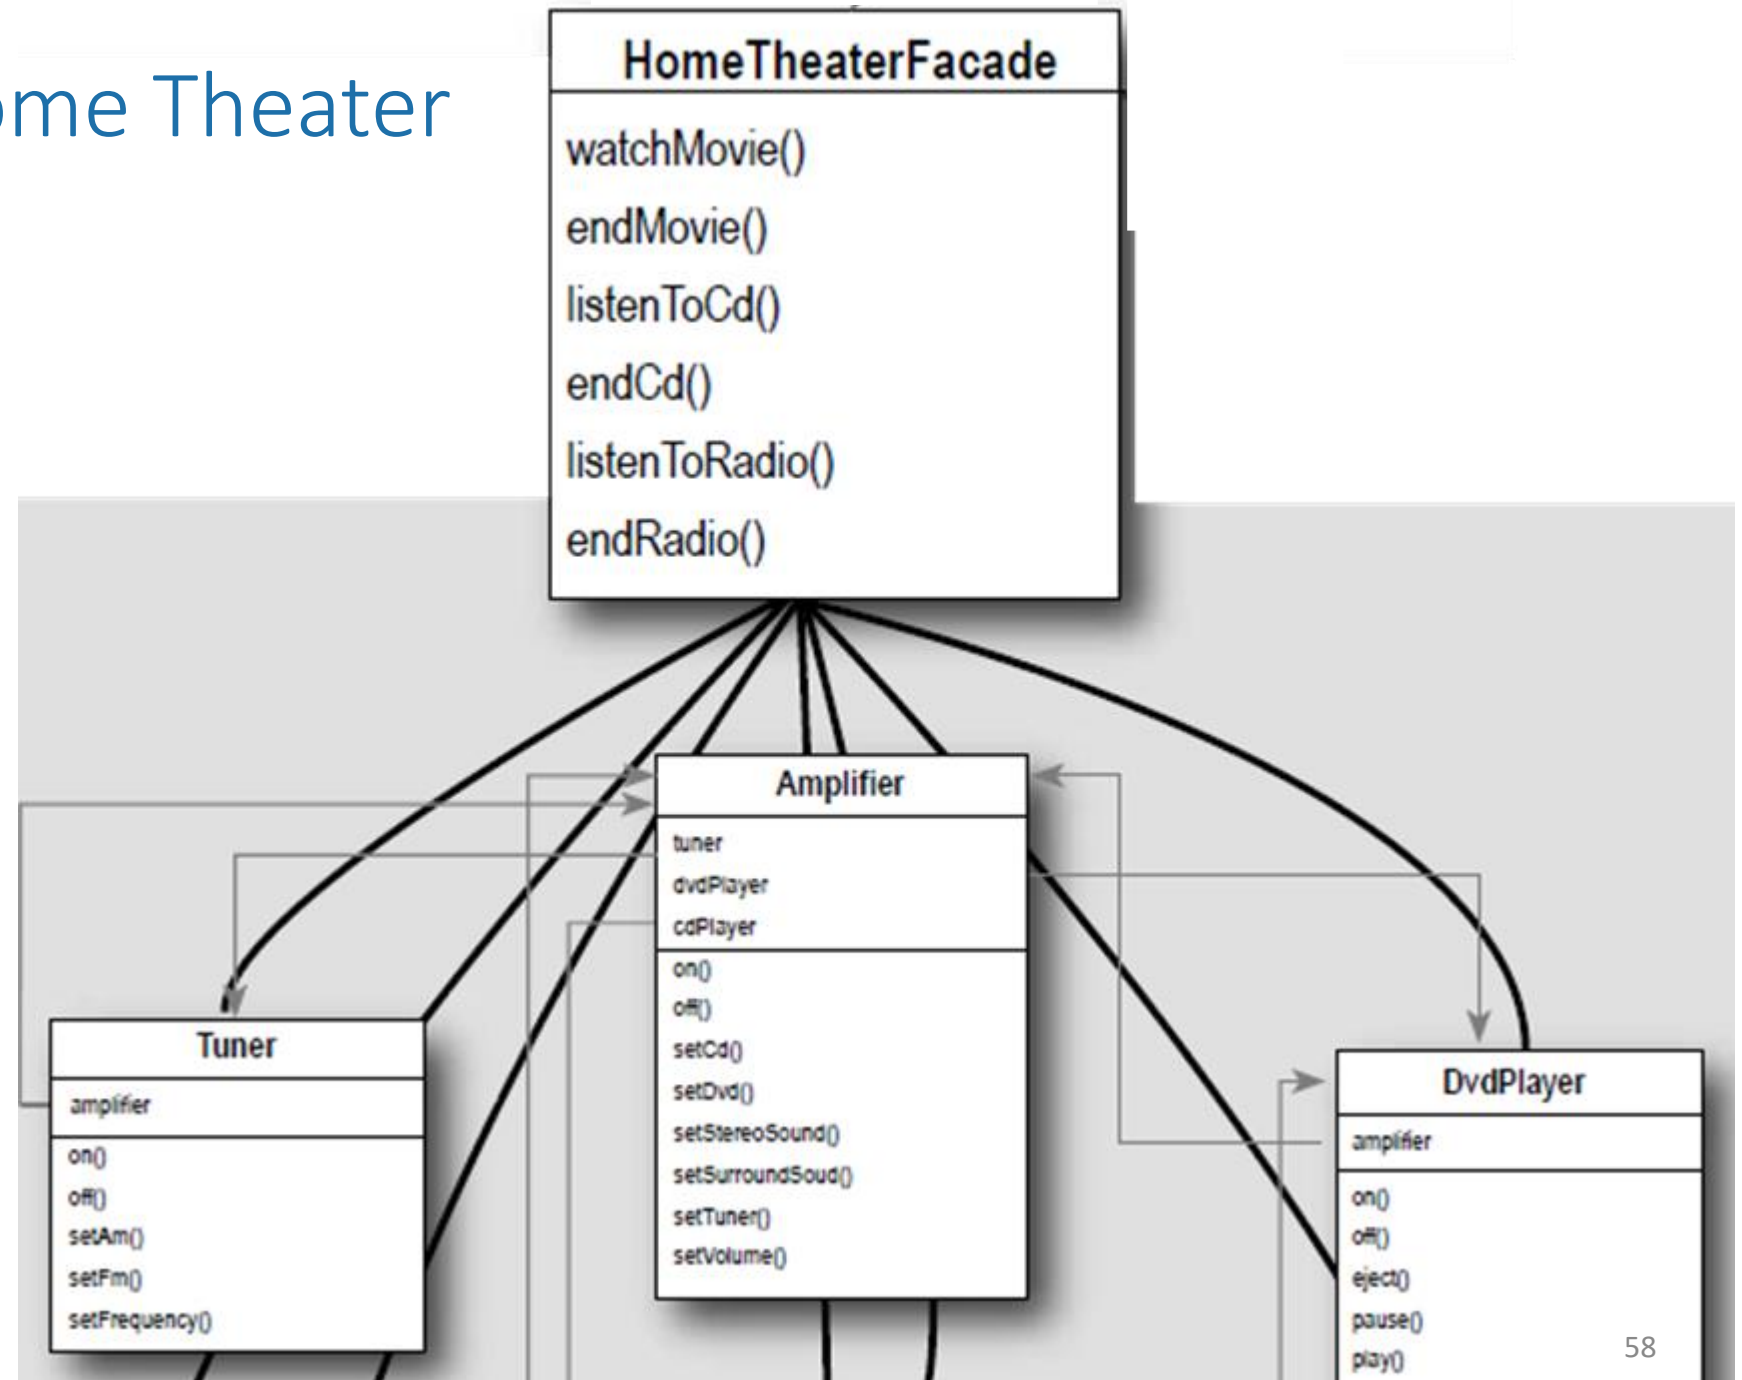 ome Theater
HomeTheaterFacade
watchMovie()
endMovie()
listenToCd()
endCd()
listenToRadio()
endRadio()
Amplifier
tuner
dvdPlayer
cdPlayer
on()
off()
setCd()
setDvd()
setStereoSound()
setSurroundSoud()
setTuner()
setVolume()
Tuner
amplifier
on()
off()
setAm()
setFm()
setFrequency()
DvdPlayer
amplifier
on()
off()
eject()
pause()
play()
58